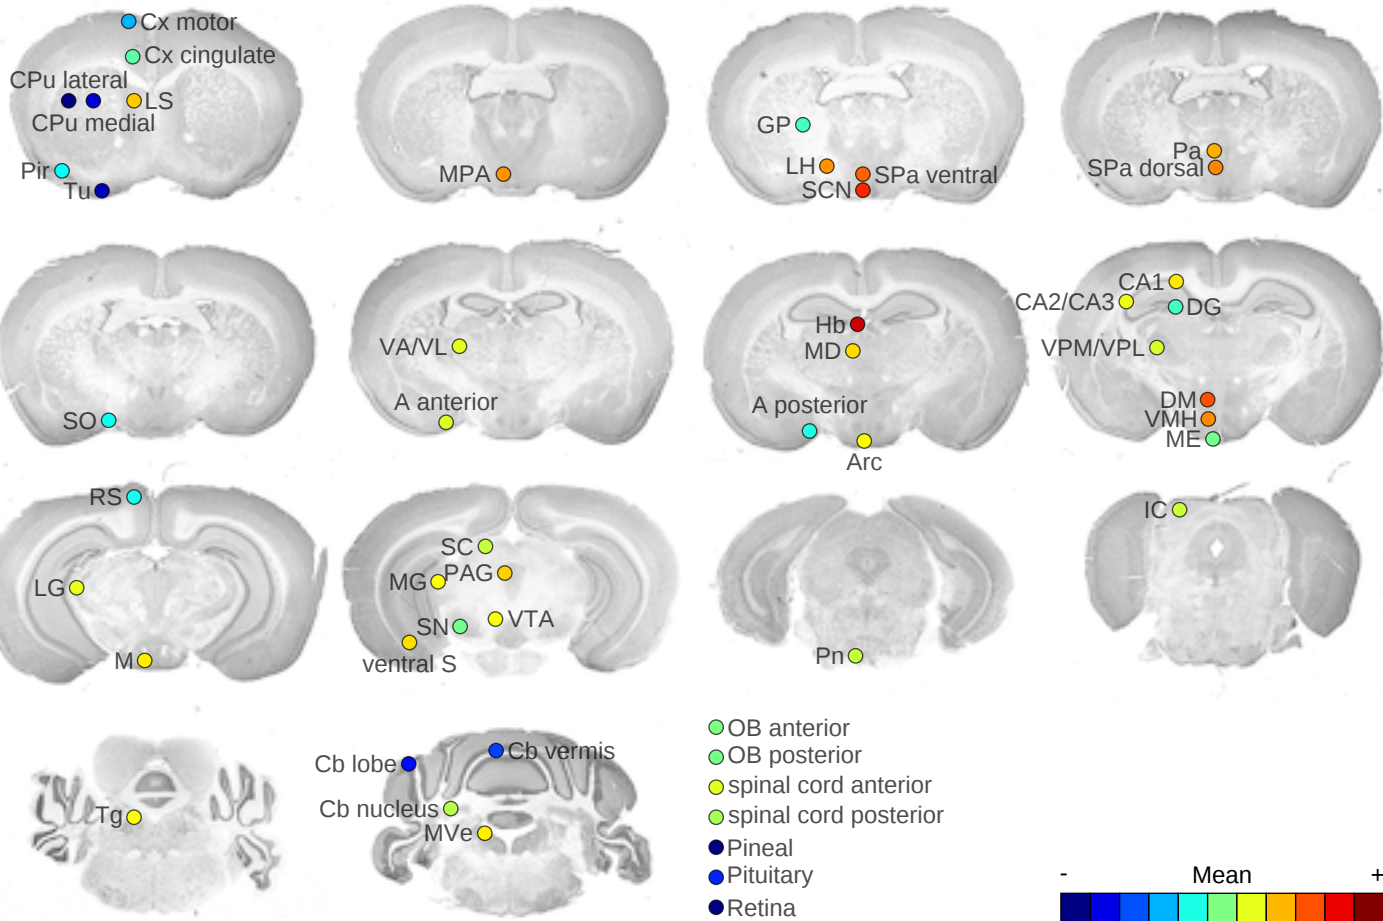 Cx motor
Cx cingulate
CPu lateral
LS
CPu medial
Pir
Tu
MPA
GP
LH
SPa ventral
SCN
Pa
SPa dorsal
SO
VA/VL
A anterior
Hb
MD
A posterior
Arc
CA1
CA2/CA3
DG
VPM/VPL
DM
VMH
ME
RS
LG
M
SC
PAG
MG
VTA
SN
ventral S
Pn
IC
Tg
Cb vermis
Cb lobe
Cb nucleus
MVe
OB anterior
OB posterior
spinal cord anterior
spinal cord posterior
Pineal
Pituitary
Retina
- Mean +